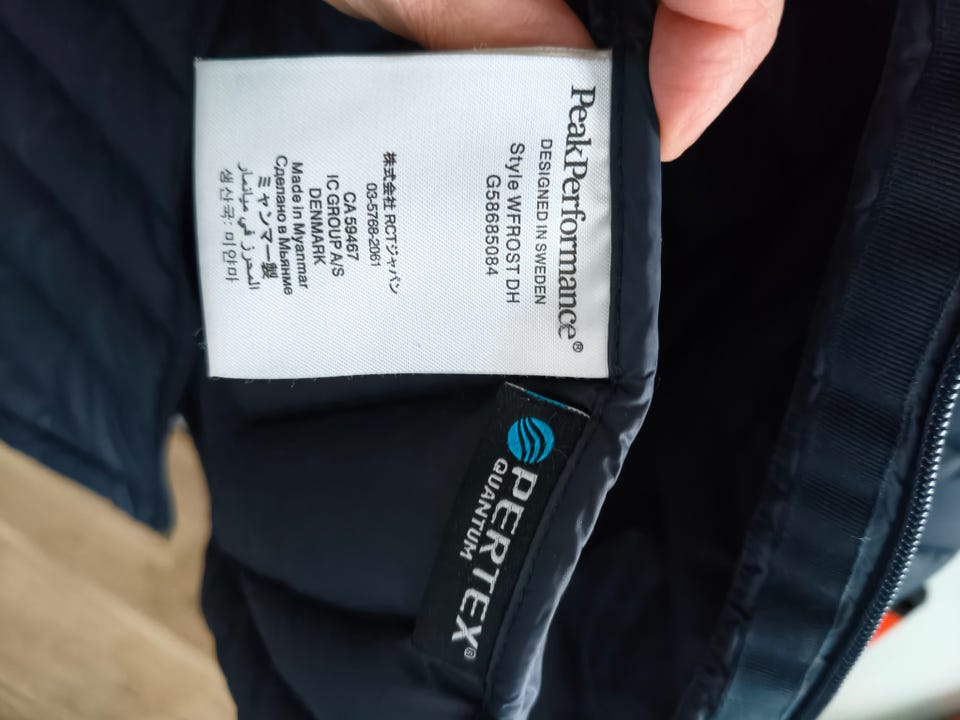 PeakPerformance®
DESIGNED IN SWEDEN
Style WFROST DH
G58685084
株式会社 RCTジャパン
03-5768-2061
CA 59467
IC GROUP A/S
DENMARK
Made in Myanmar
Сделано в Мьянме
ミャンマー製
المحرز في ميانمار
생산국: 미얀마
PERTEX®
QUANTUM